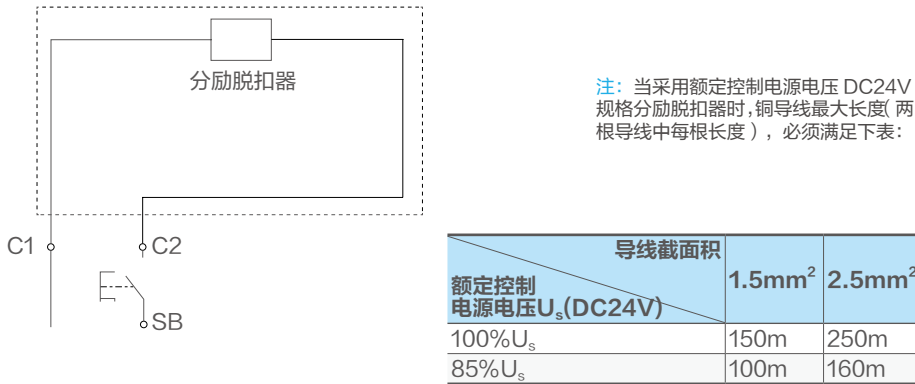 分励脱扣器
C1
C2
SB
注：当采用额定控制电源电压 DC24V
规格分励脱扣器时，铜导线最大长度（两
根导线中每根长度），必须满足下表：
导线截面积
额定控制
电源电压Us(DC24V)
1.5mm² 2.5mm²
100%Us 150m 250m
85%Us 100m 160m